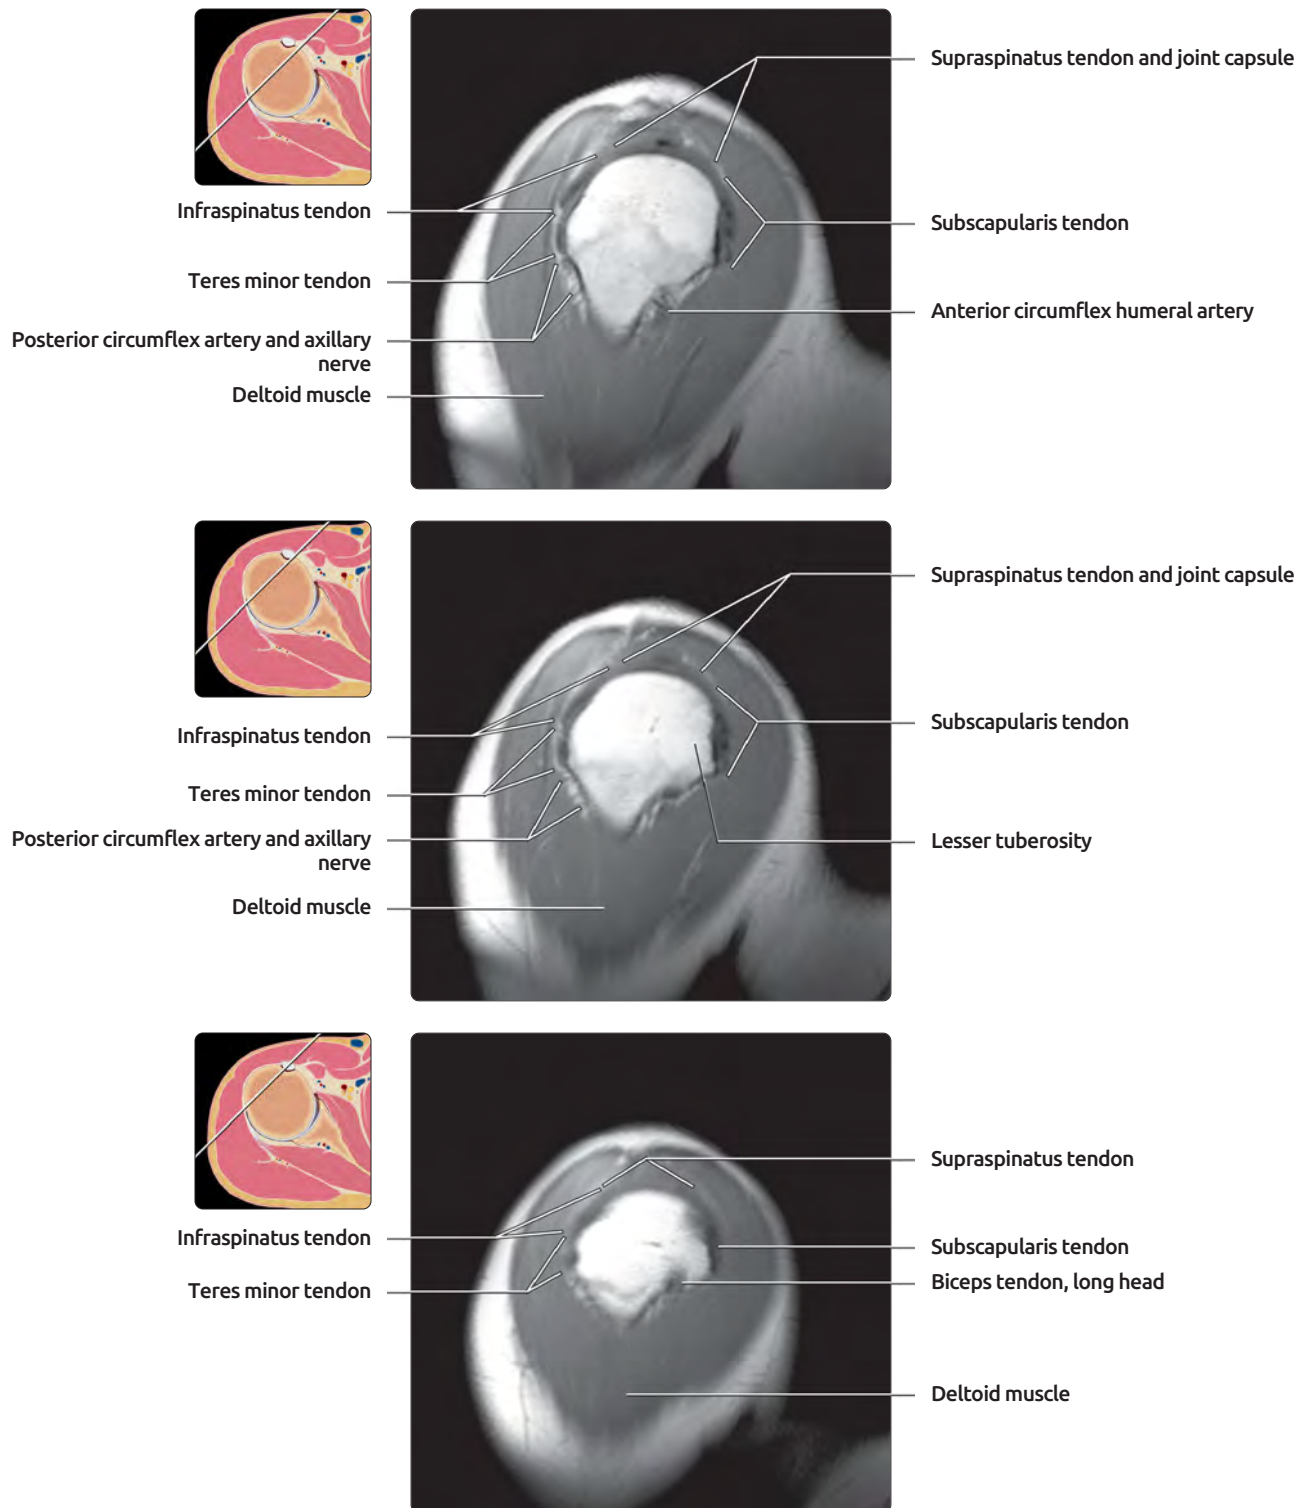 Supraspinatus tendon and joint capsule
Infraspinatus tendon
Subscapularis tendon
Teres minor tendon
Anterior circumflex humeral artery
Posterior circumflex artery and axillary
nerve
Deltoid muscle
Supraspinatus tendon and joint capsule
Infraspinatus tendon
Subscapularis tendon
Teres minor tendon
Posterior circumflex artery and axillary
nerve
Lesser tuberosity
Deltoid muscle
Supraspinatus tendon
Infraspinatus tendon
Subscapularis tendon
Teres minor tendon
Biceps tendon, long head
Deltoid muscle